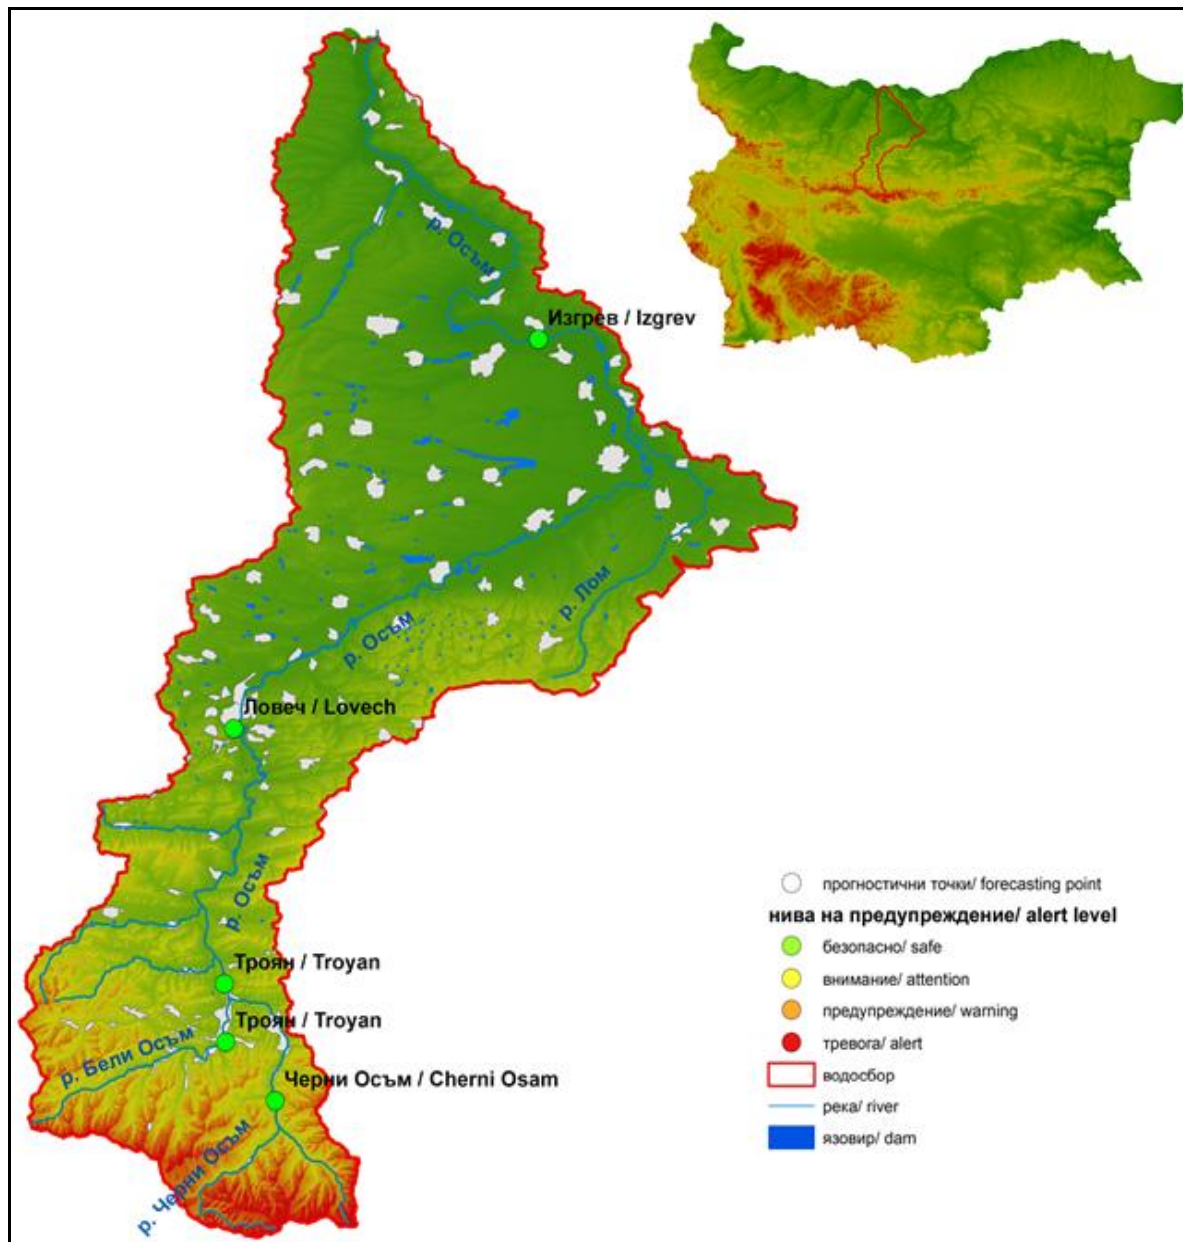 р. Осъм
Изгрев / Izgrev
р. Лом
р. Осъм
Ловеч / Lovech
р. Осъм
Троян / Troyan
Троян / Troyan
р. Бели Осъм
Черни Осъм / Cherni Osam
р. Черни Осъм
прогностични точки/ forecasting point
нива на предупреждение/ alert level
безопасно/ safe
внимание/ attention
предупреждение/ warning
тревога/ alert
водосбор
река/ river
язовир/ dam